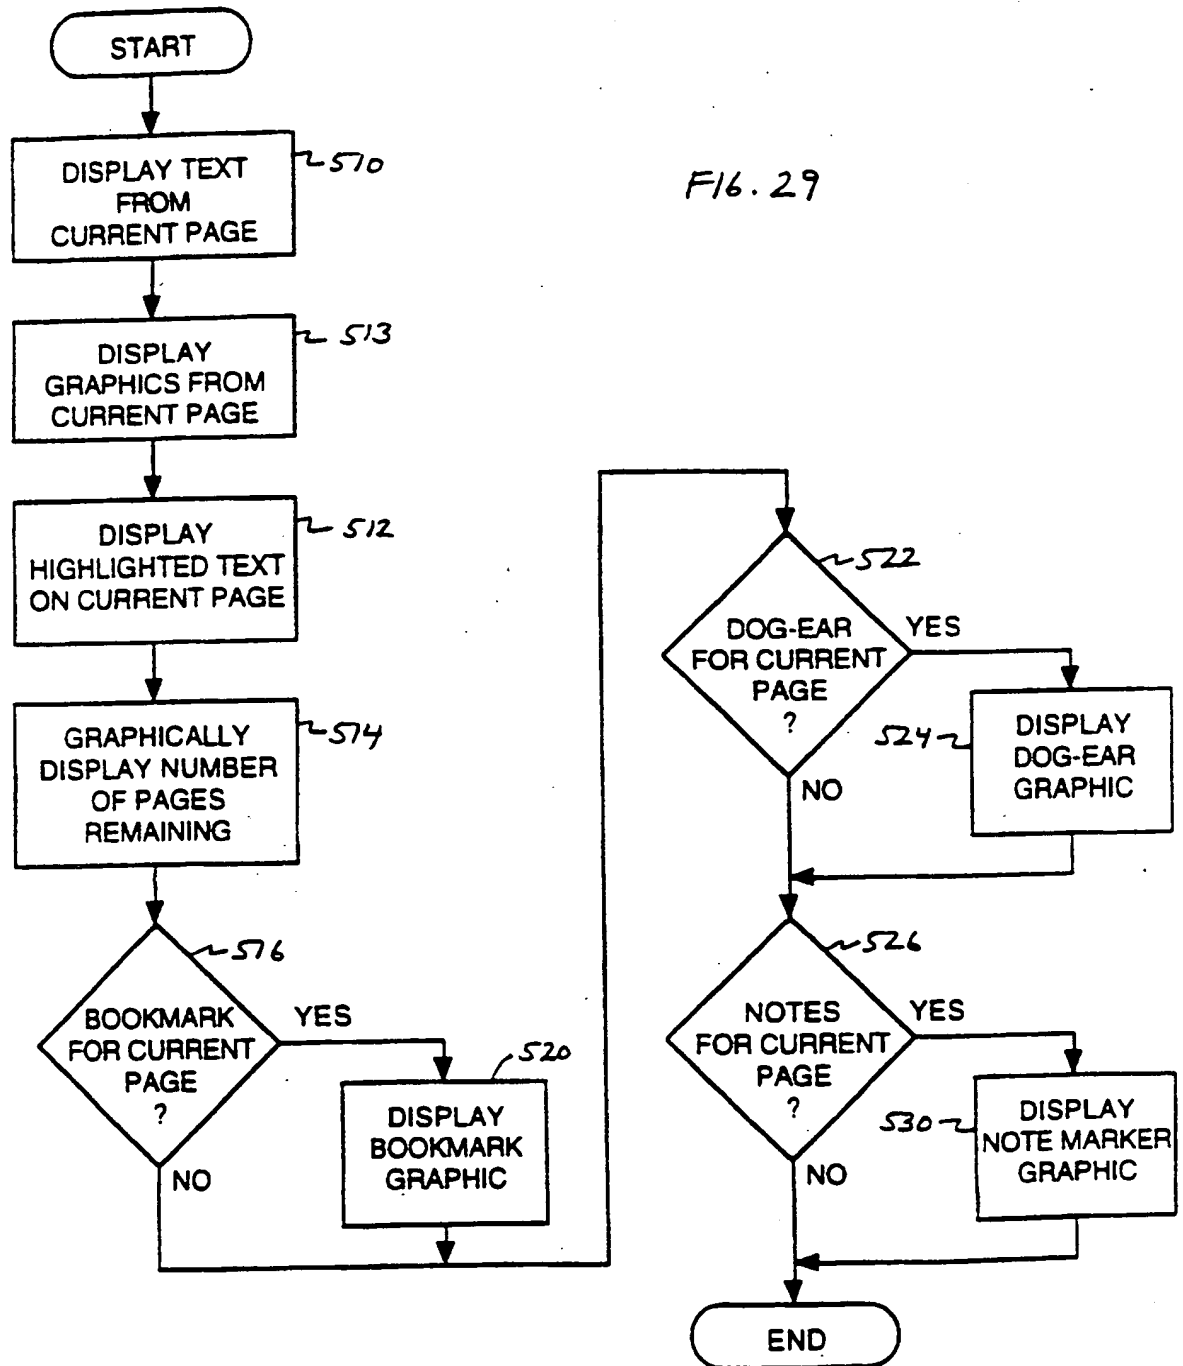 START
DISPLAY TEXT
FROM
CURRENT PAGE
510
FIG. 29
DISPLAY
GRAPHICS FROM
CURRENT PAGE
513
DISPLAY
HIGHLIGHTED TEXT
ON CURRENT PAGE
512
GRAPHICALLY
DISPLAY NUMBER
OF PAGES
REMAINING
514
516
BOOKMARK
FOR CURRENT
PAGE
?
YES
NO
520
DISPLAY
BOOKMARK
GRAPHIC
522
DOG-EAR
FOR CURRENT
PAGE
?
YES
NO
524
DISPLAY
DOG-EAR
GRAPHIC
526
NOTES
FOR CURRENT
PAGE
?
YES
NO
530
DISPLAY
NOTE MARKER
GRAPHIC
END